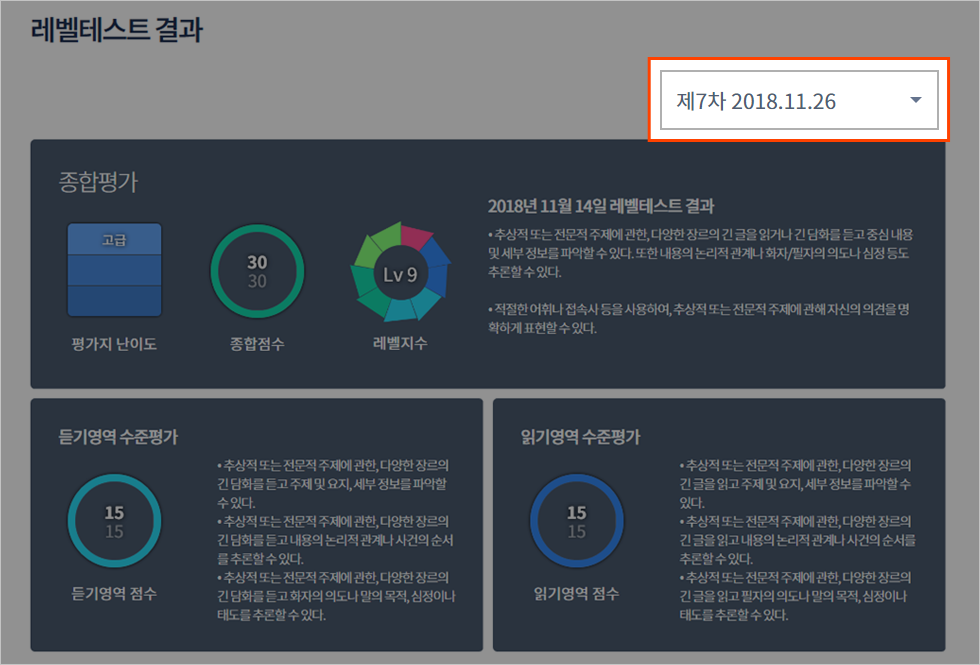 레벨테스트 결과
제7차 2018.11.26
종합평가
고급
평가지 난이도
30
30
종합점수
Lv 9
레벨지수
2018년 11월 14일 레벨테스트 결과
• 추상적 또는 전문적 주제에 관한, 다양한 장르의 긴 글을 읽거나 긴 담화를 듣고 중심 내용
및 세부 정보를 파악할 수 있다. 또한 내용의 논리적 관계나 화자/필자의 의도나 심정 등도
추론할 수 있다.
• 적절한 어휘나 접속사 등을 사용하여, 추상적 또는 전문적 주제에 관해 자신의 의견을 명
확하게 표현할 수 있다.
듣기영역 수준평가
15
15
듣기영역 점수
• 추상적 또는 전문적 주제에 관한, 다양한 장르의
긴 담화를 듣고 주제 및 요지, 세부 정보를 파악할
수 있다.
• 추상적 또는 전문적 주제에 관한, 다양한 장르의
긴 담화를 듣고 내용의 논리적 관계나 사건의 순서
를 추론할 수 있다.
• 추상적 또는 전문적 주제에 관한, 다양한 장르의
긴 담화를 듣고 화자의 의도나 말의 목적, 심정이나
태도를 추론할 수 있다.
읽기영역 수준평가
15
15
읽기영역 점수
• 추상적 또는 전문적 주제에 관한, 다양한 장르의
긴 글을 읽고 주제 및 요지, 세부 정보를 파악할 수
있다.
• 추상적 또는 전문적 주제에 관한, 다양한 장르의
긴 글을 읽고 내용의 논리적 관계나 사건의 순서를
추론할 수 있다.
• 추상적 또는 전문적 주제에 관한, 다양한 장르의
긴 글을 읽고 필자의 의도나 말의 목적, 심정이나
태도를 추론할 수 있다.